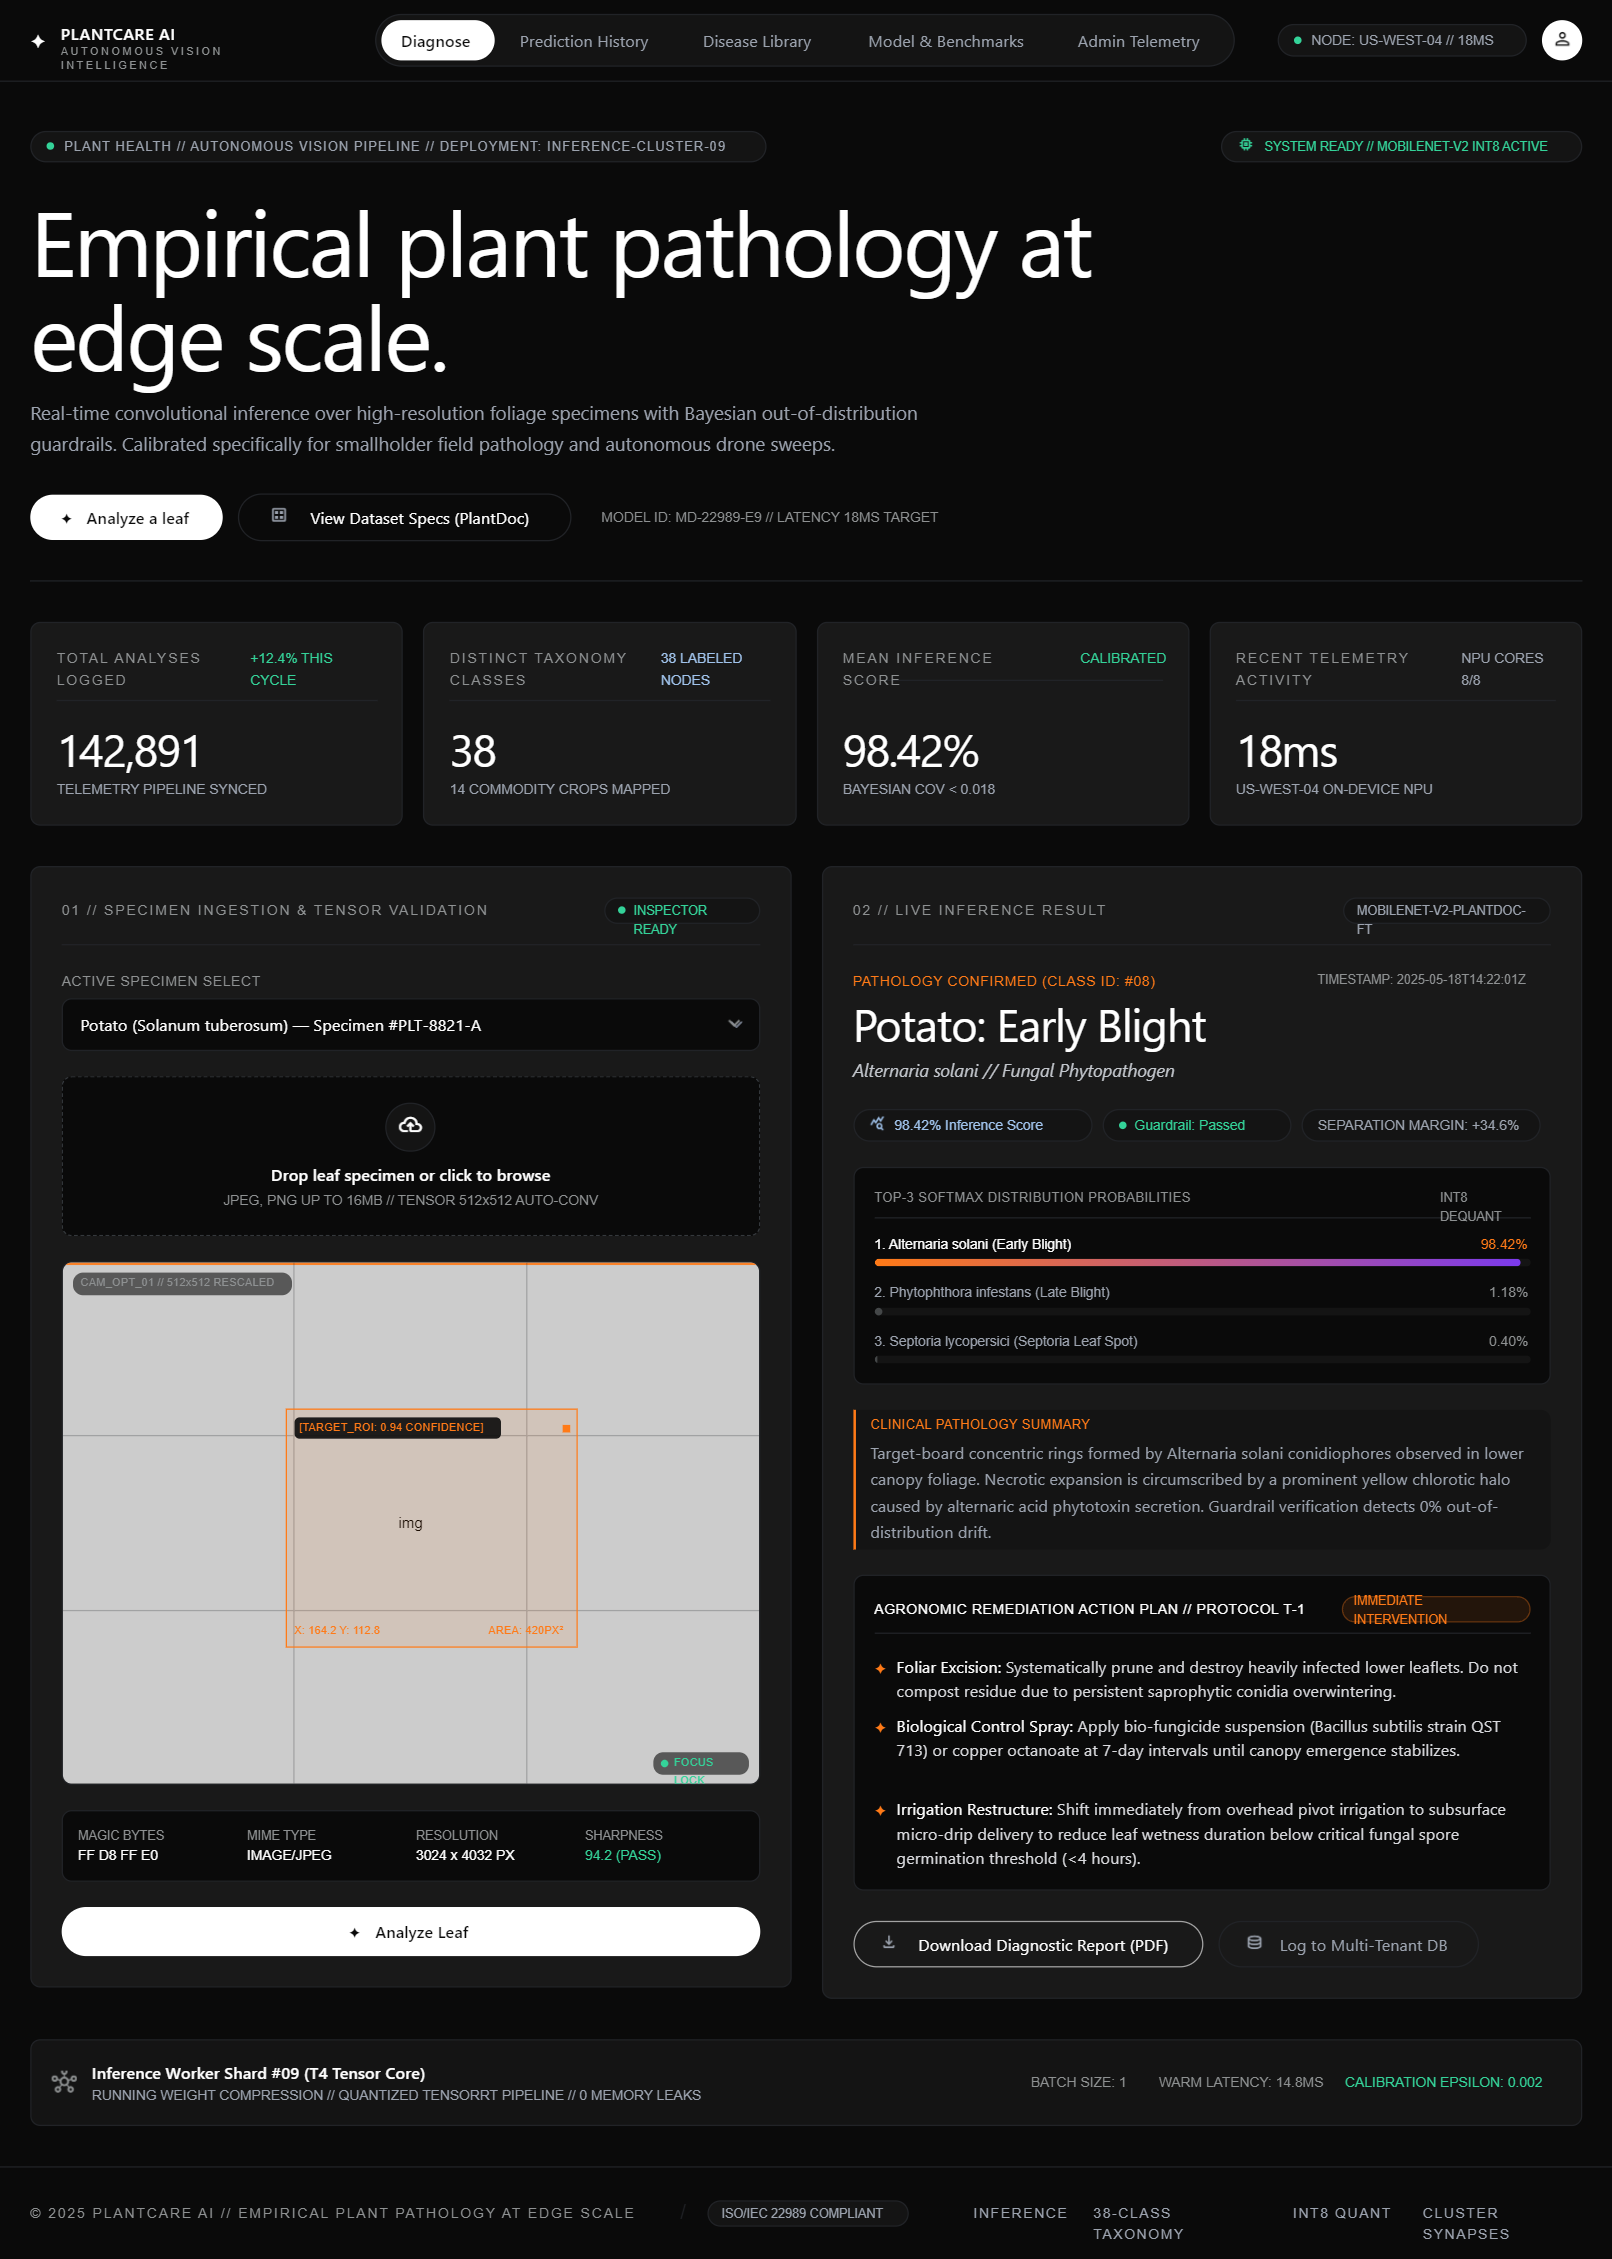 PLANTCARE AI
AUTONOMOUS VISION
INTELLIGENCE
Diagnose
Prediction History
Disease Library
Model & Benchmarks
Admin Telemetry
NODE: US-WEST-04 // 18MS
PLANT HEALTH // AUTONOMOUS VISION PIPELINE // DEPLOYMENT: INFERENCE-CLUSTER-09
SYSTEM READY // MOBILENET-V2 INT8 ACTIVE
Empirical plant pathology at
edge scale.
Real-time convolutional inference over high-resolution foliage specimens with Bayesian out-of-distribution
guardrails. Calibrated specifically for smallholder field pathology and autonomous drone sweeps.
Analyze a leaf
View Dataset Specs (PlantDoc)
MODEL ID: MD-22989-E9 // LATENCY 18MS TARGET
TOTAL ANALYSES
LOGGED
+12.4% THIS
CYCLE
142,891
TELEMETRY PIPELINE SYNCED
DISTINCT TAXONOMY
CLASSES
38 LABELED
NODES
38
14 COMMODITY CROPS MAPPED
MEAN INFERENCE
SCORE
CALIBRATED
98.42%
BAYESIAN COV < 0.018
RECENT TELEMETRY
ACTIVITY
NPU CORES
8/8
18ms
US-WEST-04 ON-DEVICE NPU
01 // SPECIMEN INGESTION & TENSOR VALIDATION
INSPECTOR
READY
ACTIVE SPECIMEN SELECT
Potato (Solanum tuberosum) — Specimen #PLT-8821-A
Drop leaf specimen or click to browse
JPEG, PNG UP TO 16MB // TENSOR 512x512 AUTO-CONV
CAM_OPT_01 // 512x512 RESCALED
[TARGET_ROI: 0.94 CONFIDENCE]
img
X: 164.2 Y: 112.8
AREA: 420PX²
FOCUS
LOCK
MAGIC BYTES
FF D8 FF E0
MIME TYPE
IMAGE/JPEG
RESOLUTION
3024 x 4032 PX
SHARPNESS
94.2 (PASS)
Analyze Leaf
02 // LIVE INFERENCE RESULT
MOBILENET-V2-PLANTDOC-
FT
PATHOLOGY CONFIRMED (CLASS ID: #08)
TIMESTAMP: 2025-05-18T14:22:01Z
Potato: Early Blight
Alternaria solani // Fungal Phytopathogen
98.42% Inference Score
Guardrail: Passed
SEPARATION MARGIN: +34.6%
TOP-3 SOFTMAX DISTRIBUTION PROBABILITIES
INT8
DEQUANT
1. Alternaria solani (Early Blight)
98.42%
2. Phytophthora infestans (Late Blight)
1.18%
3. Septoria lycopersici (Septoria Leaf Spot)
0.40%
CLINICAL PATHOLOGY SUMMARY
Target-board concentric rings formed by Alternaria solani conidiophores observed in lower
canopy foliage. Necrotic expansion is circumscribed by a prominent yellow chlorotic halo
caused by alternaric acid phytotoxin secretion. Guardrail verification detects 0% out-of-
distribution drift.
AGRONOMIC REMEDIATION ACTION PLAN // PROTOCOL T-1
IMMEDIATE
INTERVENTION
Foliar Excision: Systematically prune and destroy heavily infected lower leaflets. Do not
compost residue due to persistent saprophytic conidia overwintering.
Biological Control Spray: Apply bio-fungicide suspension (Bacillus subtilis strain QST
713) or copper octanoate at 7-day intervals until canopy emergence stabilizes.
Irrigation Restructure: Shift immediately from overhead pivot irrigation to subsurface
micro-drip delivery to reduce leaf wetness duration below critical fungal spore
germination threshold (<4 hours).
Download Diagnostic Report (PDF)
Log to Multi-Tenant DB
Inference Worker Shard #09 (T4 Tensor Core)
RUNNING WEIGHT COMPRESSION // QUANTIZED TENSORRT PIPELINE // 0 MEMORY LEAKS
BATCH SIZE: 1
WARM LATENCY: 14.8MS
CALIBRATION EPSILON: 0.002
© 2025 PLANTCARE AI // EMPIRICAL PLANT PATHOLOGY AT EDGE SCALE
/
ISO/IEC 22989 COMPLIANT
INFERENCE
38-CLASS
TAXONOMY
INT8 QUANT
CLUSTER
SYNAPSES